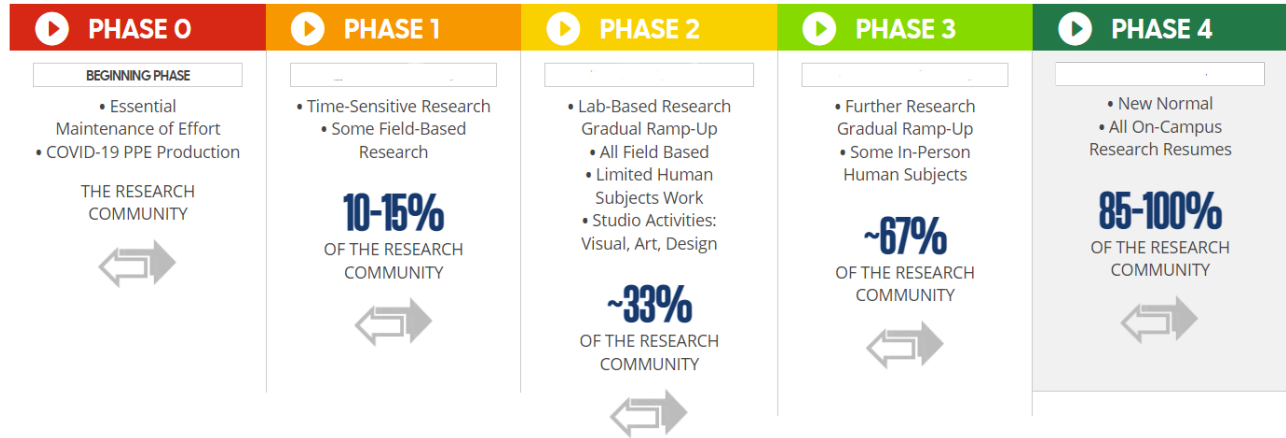 PHASE 0
BEGINNING PHASE
• Essential
Maintenance of Effort
• COVID-19 PPE Production
THE RESEARCH
COMMUNITY
PHASE 1
• Time-Sensitive Research
• Some Field-Based
Research
10-15%
OF THE RESEARCH
COMMUNITY
PHASE 2
• Lab-Based Research
Gradual Ramp-Up
• All Field Based
• Limited Human
Subjects Work
• Studio Activities:
Visual, Art, Design
~33%
OF THE RESEARCH
COMMUNITY
PHASE 3
• Further Research
Gradual Ramp-Up
• Some In-Person
Human Subjects
~67%
OF THE RESEARCH
COMMUNITY
PHASE 4
• New Normal
• All On-Campus
Research Resumes
85-100%
OF THE RESEARCH
COMMUNITY